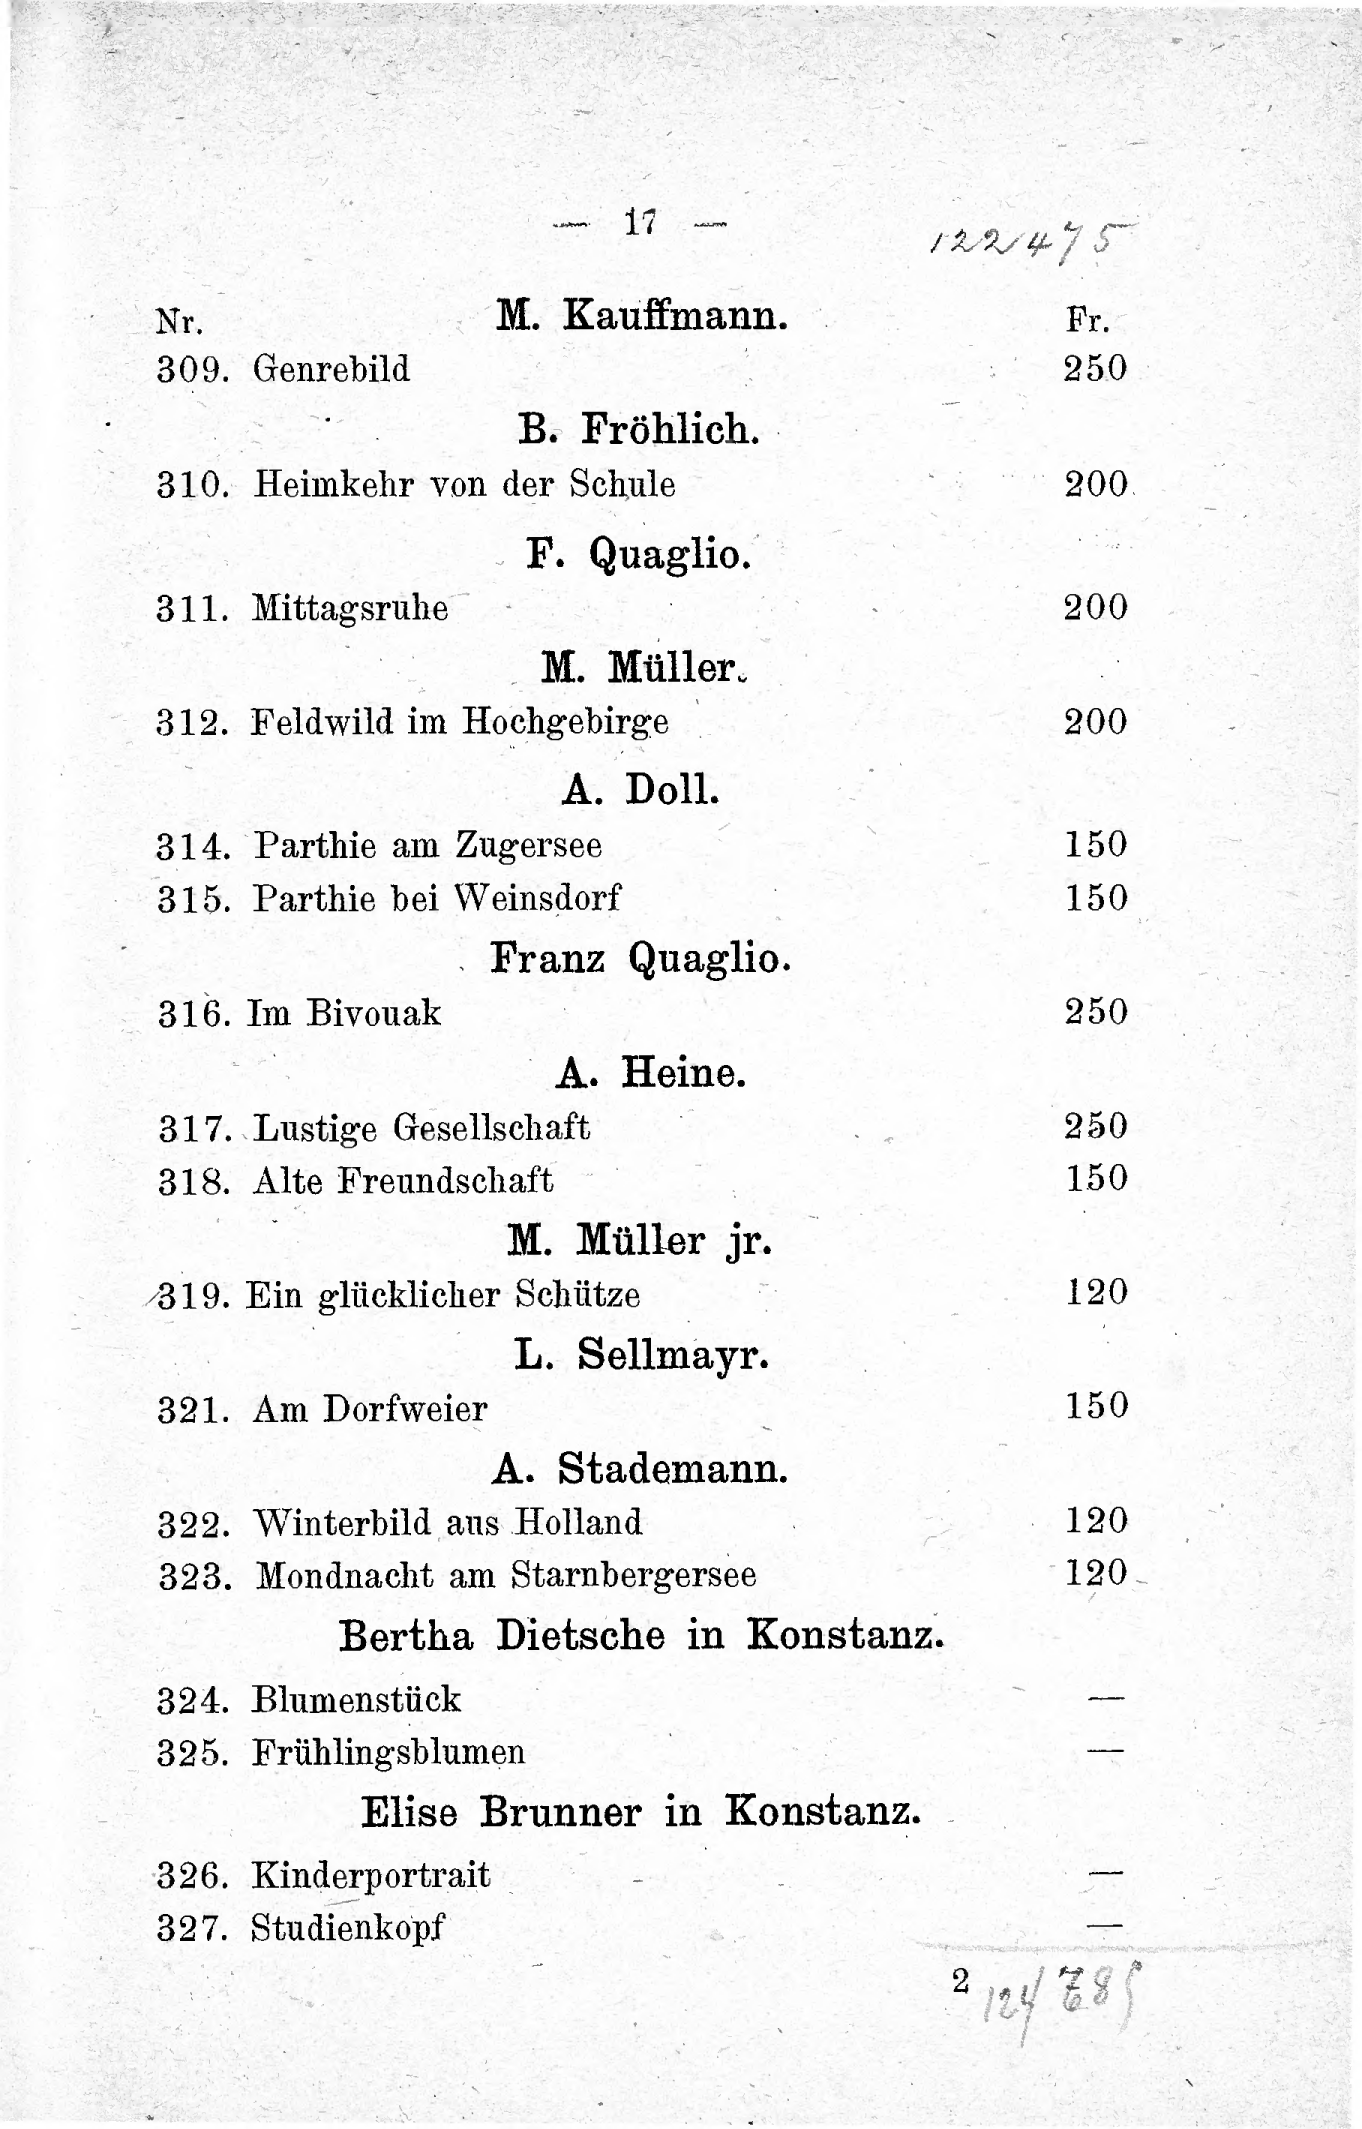 — 17 —
122475
Nr. M. Kauffmann. Fr.
309. Genrebild 250
B. Fröhlich.
310. Heimkehr von der Schule 200
F. Quaglio.
311. Mittagsruhe 200
M. Müller.
312. Feldwild im Hochgebirge 200
A. Doll.
314. Parthie am Zugersee 150
315. Parthie bei Weinsdorf 150
Franz Quaglio.
316. Im Bivouak 250
A. Heine.
317. Lustige Gesellschaft 250
318. Alte Freundschaft 150
M. Müller jr.
319. Ein glücklicher Schütze 120
L. Sellmayr.
321. Am Dorfweier 150
A. Stademann.
322. Winterbild aus Holland 120
323. Mondnacht am Starnbergersee 120
Bertha Dietsche in Konstanz.
324. Blumenstück —
325. Frühlingsblumen —
Elise Brunner in Konstanz.
326. Kinderportrait —
327. Studienkopf —
2